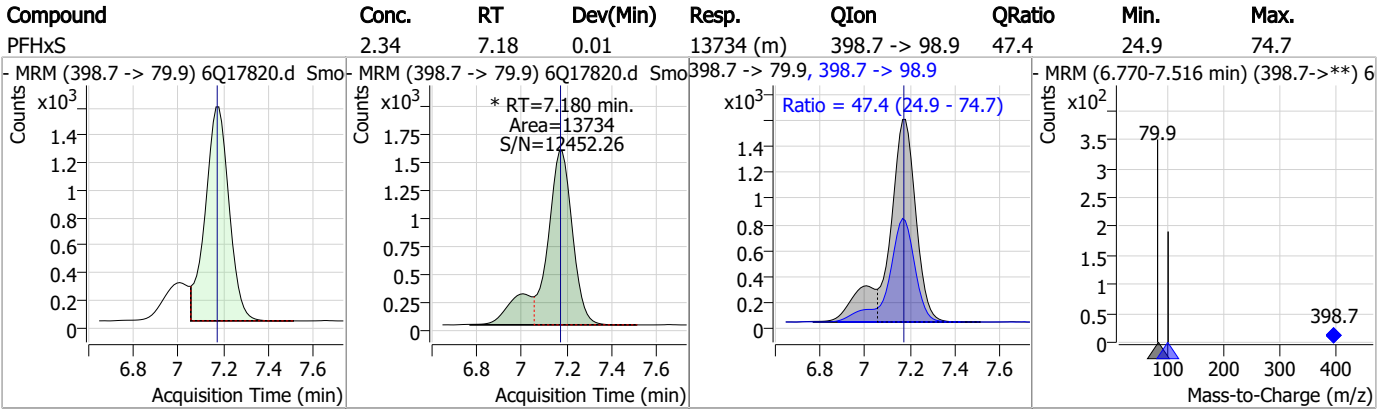 Compound Conc. RT Dev(Min) Resp. QIon QRatio Min. Max.
PFHxS 2.34 7.18 0.01 13734 (m) 398.7 -> 98.9 47.4 24.9 74.7
- MRM (398.7 -> 79.9) 6Q17820.d Smo
Counts
x10³
1.4
1.2
1
0.8
0.6
0.4
0.2
0
6.8 7 7.2 7.4 7.6
Acquisition Time (min)
- MRM (398.7 -> 79.9) 6Q17820.d Smo
Counts
x10³
* RT=7.180 min.
Area=13734
S/N=12452.26
1.75
1.5
1.25
1
0.75
0.5
0.25
0
6.8 7 7.2 7.4 7.6
Acquisition Time (min)
398.7 -> 79.9, 398.7 -> 98.9
Counts
x10³
Ratio = 47.4 (24.9 - 74.7)
1.4
1.2
1
0.8
0.6
0.4
0.2
0
6.8 7 7.2 7.4 7.6
Acquisition Time (min)
- MRM (6.770-7.516 min) (398.7->**) 6
Counts
x10²
79.9
3.5
3
2.5
2
1.5
1
0.5
0
398.7
100 200 300 400
Mass-to-Charge (m/z)